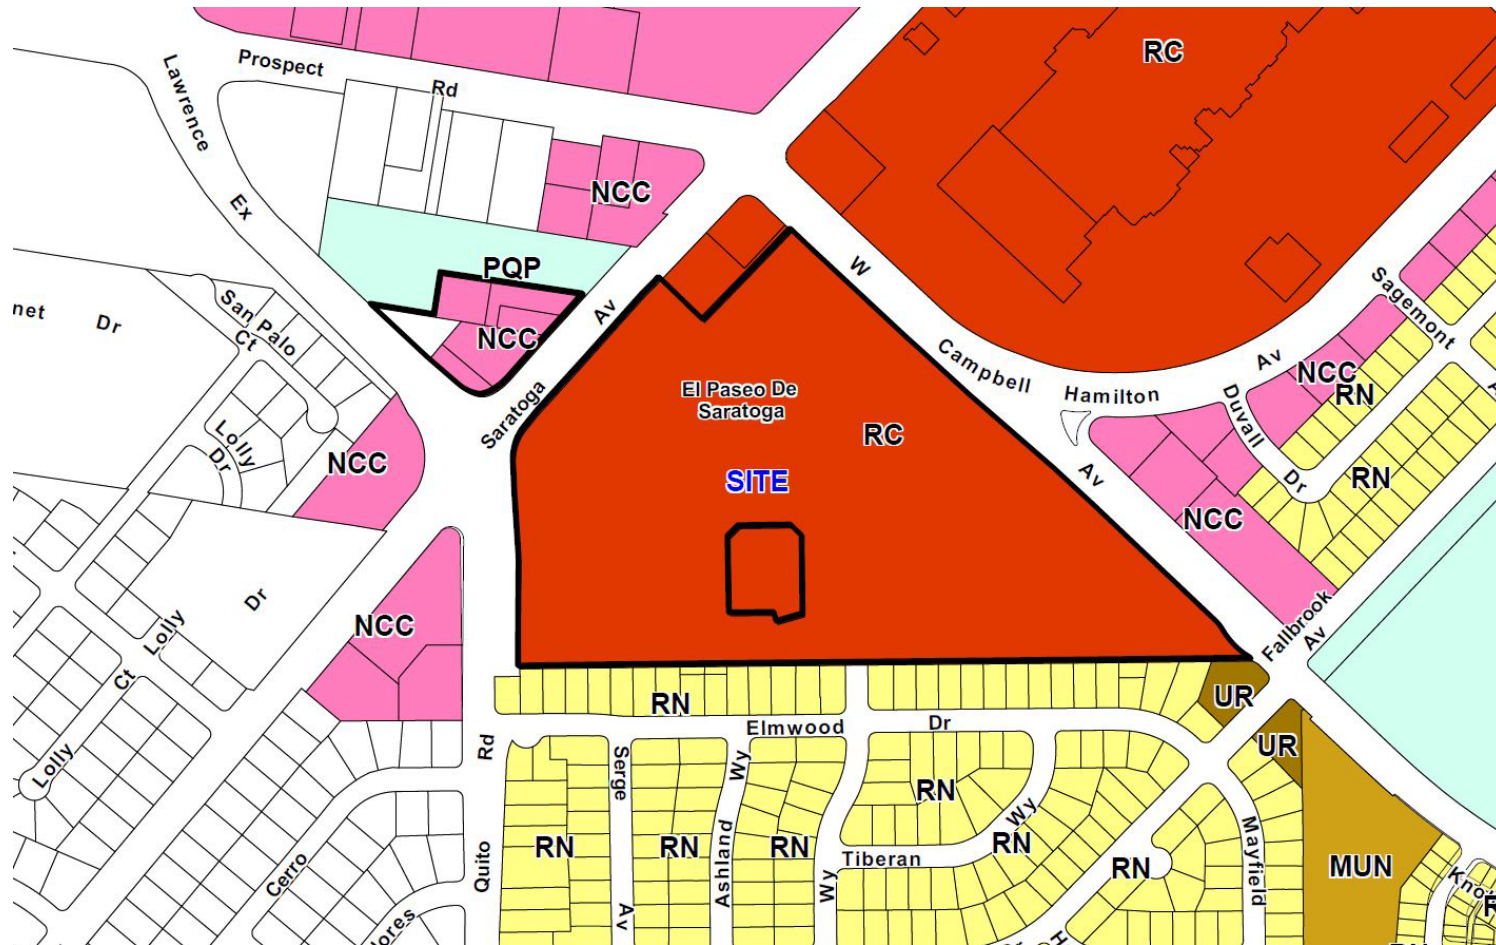 RC
Prospect
Rd
Lawrence
Ex
NCC
PQP
NCC
W
Av
Saratoga
Campbell
Av
Hamilton
Av
Sagemont
NCC
RN
Duvall
Dr
RN
NCC
net Dr
San Palo
Ct
Lolly
Dr
NCC
El Paseo De
Saratoga
RC
SITE
Fallbrook
Av
Dr
Lolly
Ct
Lolly
NCC
RN
UR
Elmwood Dr
UR
Rd
Quito
Serge
Av
Wy
Ashland
RN
RN
RN
RN
Wy
Tiberan
Wy
RN
RN
Mayfield
MUN
Cerro